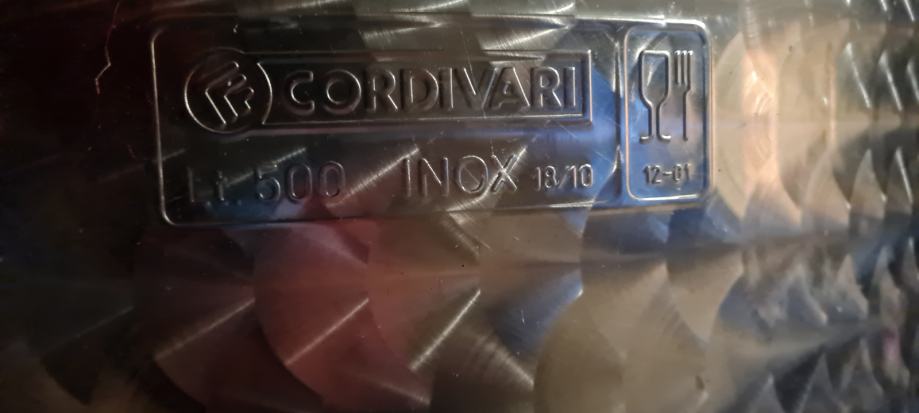 CORDIVARI
Lt. 500 INOX 18/10
12-01